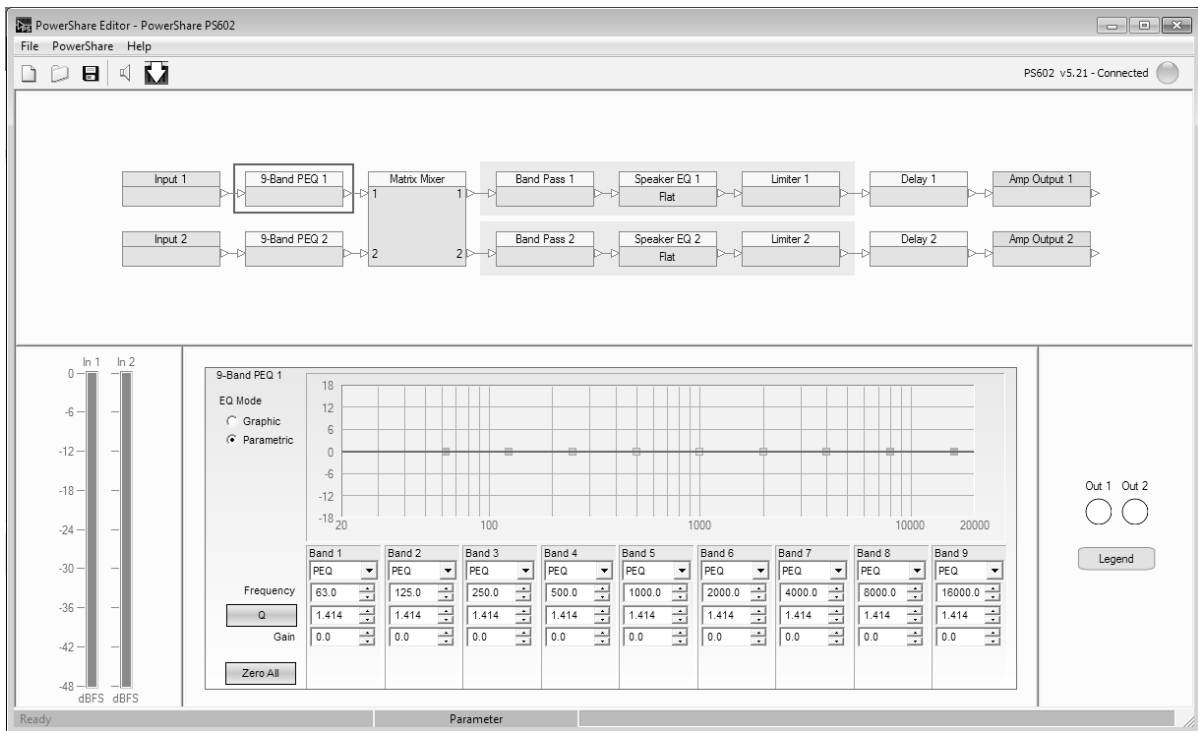 PowerShare Editor - PowerShare PS602
File PowerShare Help
PS602 v5.21 - Connected
Input 1 9-Band PEQ 1 Matrix Mixer Band Pass 1 Speaker EQ 1 Limiter 1 Delay 1 Amp Output 1
1 1 Flat
Input 2 9-Band PEQ 2 Band Pass 2 Speaker EQ 2 Limiter 2 Delay 2 Amp Output 2
2 2 Flat
In 1 In 2
0
-6
-12
-18
-24
-30
-36
-42
-48
dBFS dBFS
9-Band PEQ 1
EQ Mode
Graphic
Parametric
18
12
6
0
-6
-12
-18
20 100 1000 10000 20000
Band 1 Band 2 Band 3 Band 4 Band 5 Band 6 Band 7 Band 8 Band 9
PEQ PEQ PEQ PEQ PEQ PEQ PEQ PEQ PEQ
Frequency 63.0 125.0 250.0 500.0 1000.0 2000.0 4000.0 8000.0 16000.0
Q 1.414 1.414 1.414 1.414 1.414 1.414 1.414 1.414 1.414
Gain 0.0 0.0 0.0 0.0 0.0 0.0 0.0 0.0 0.0
Zero All
Out 1 Out 2
Legend
Ready Parameter